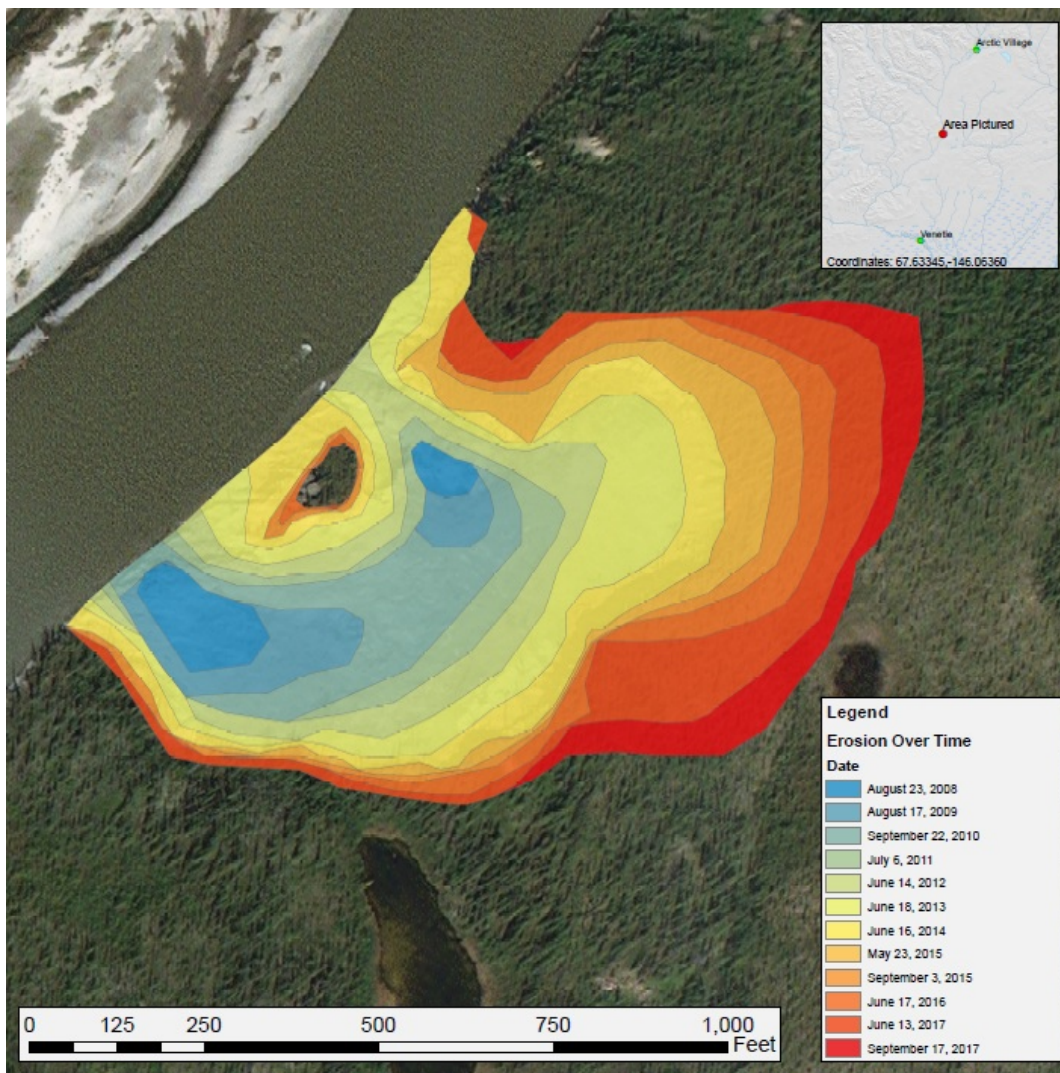 Arctic Village
Area Pictured
Venetie
Coordinates: 67.63345,-146.06360
Legend
Erosion Over Time
Date
August 23, 2008
August 17, 2009
September 22, 2010
July 6, 2011
June 14, 2012
June 18, 2013
June 16, 2014
May 23, 2015
September 3, 2015
June 17, 2016
June 13, 2017
September 17, 2017
0 125 250 500 750 1,000
Feet